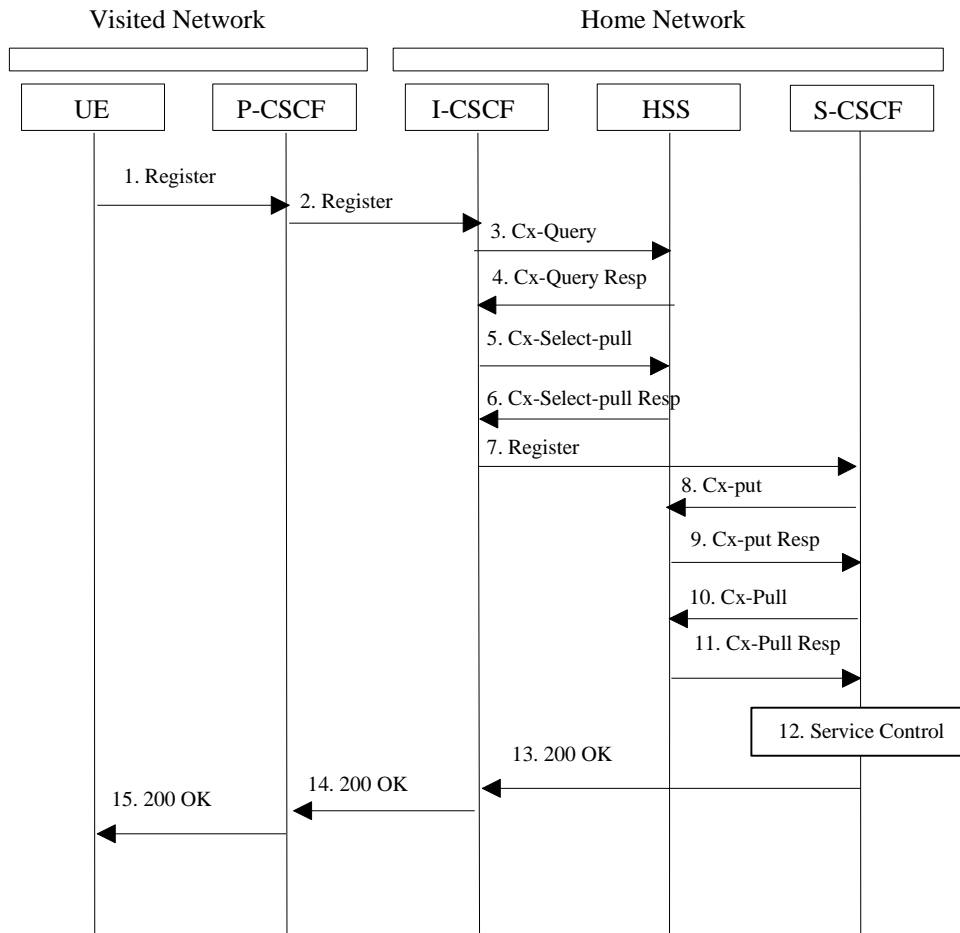 Visited Network
Home Network
UE
P-CSCF
I-CSCF
HSS
S-CSCF
1. Register
2. Register
3. Cx-Query
4. Cx-Query Resp
5. Cx-Select-pull
6. Cx-Select-pull Resp
7. Register
8. Cx-put
9. Cx-put Resp
10. Cx-Pull
11. Cx-Pull Resp
12. Service Control
13. 200 OK
14. 200 OK
15. 200 OK